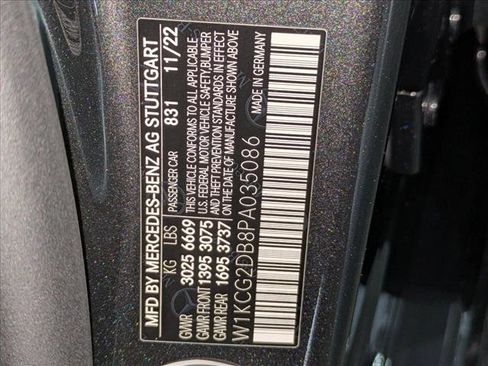 MFD BY MERCEDES-BENZ AG STUTTGART
PASSENGER CAR 831 11/22
KG LBS
GVWR 3025 6669
GAWR FRONT 1395 3075
GAWR REAR 1695 3737
THIS VEHICLE CONFORMS TO ALL APPLICABLE
U.S. FEDERAL MOTOR VEHICLE SAFETY, BUMPER
AND THEFT PREVENTION STANDARDS IN EFFECT
ON THE DATE OF MANUFACTURE SHOWN ABOVE
W1KCG2DB8PA035086
MADE IN GERMANY